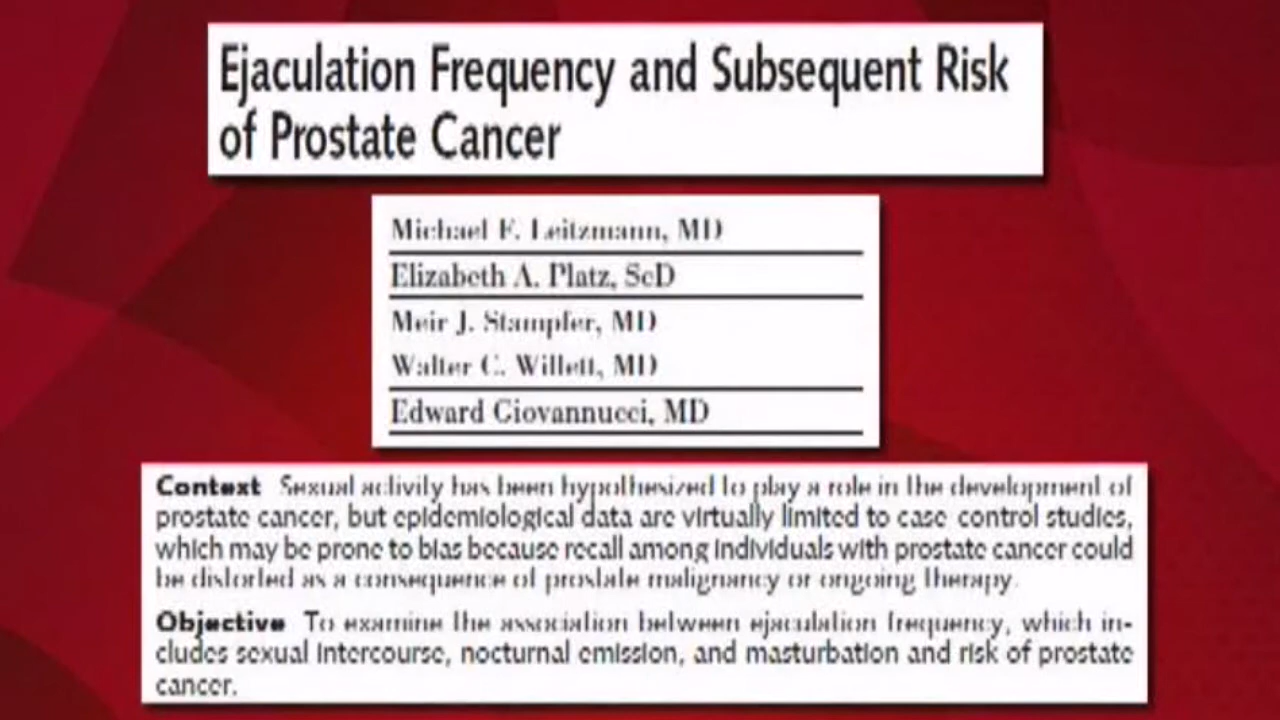 Ejaculation Frequency and Subsequent Risk
of Prostate Cancer
Michael F. Leitzmann, MD
Elizabeth A. Platz, ScD
Meir J. Stampfer, MD
Walter C. Willett, MD
Edward Giovannucci, MD
Context Sexual activity has been hypothesized to play a role in the development of
prostate cancer, but epidemiological data are virtually limited to case-control studies,
which may be prone to bias because recall among individuals with prostate cancer could
be distorted as a consequence of prostate malignancy or ongoing therapy.
Objective To examine the association between ejaculation frequency, which in-
cludes sexual intercourse, nocturnal emission, and masturbation and risk of prostate
cancer.